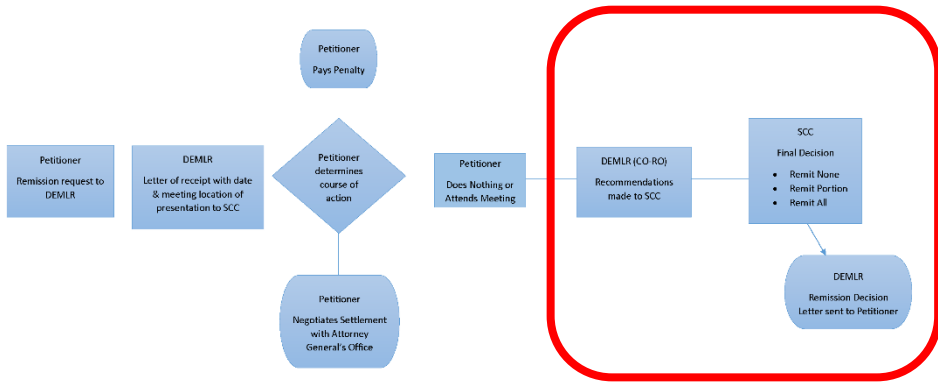 Petitioner
Pays Penalty
Petitioner
Remission request to
DEMLR
DEMLR
Letter of receipt with date
& meeting location of
presentation to SCC
Petitioner
determines
course of
action
Petitioner
Negotiates Settlement
with Attorney
General's Office
Petitioner
Does Nothing or
Attends Meeting
DEMLR (CO-RO)
Recommendations
made to SCC
SCC
Final Decision
• Remit None
• Remit Portion
• Remit All
DEMLR
Remission Decision
Letter sent to Petitioner